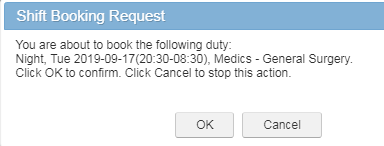 Shift Booking Request
You are about to book the following duty:
Night, Tue 2019-09-17(20:30-08:30), Medics - General Surgery.
Click OK to confirm. Click Cancel to stop this action.
OK Cancel